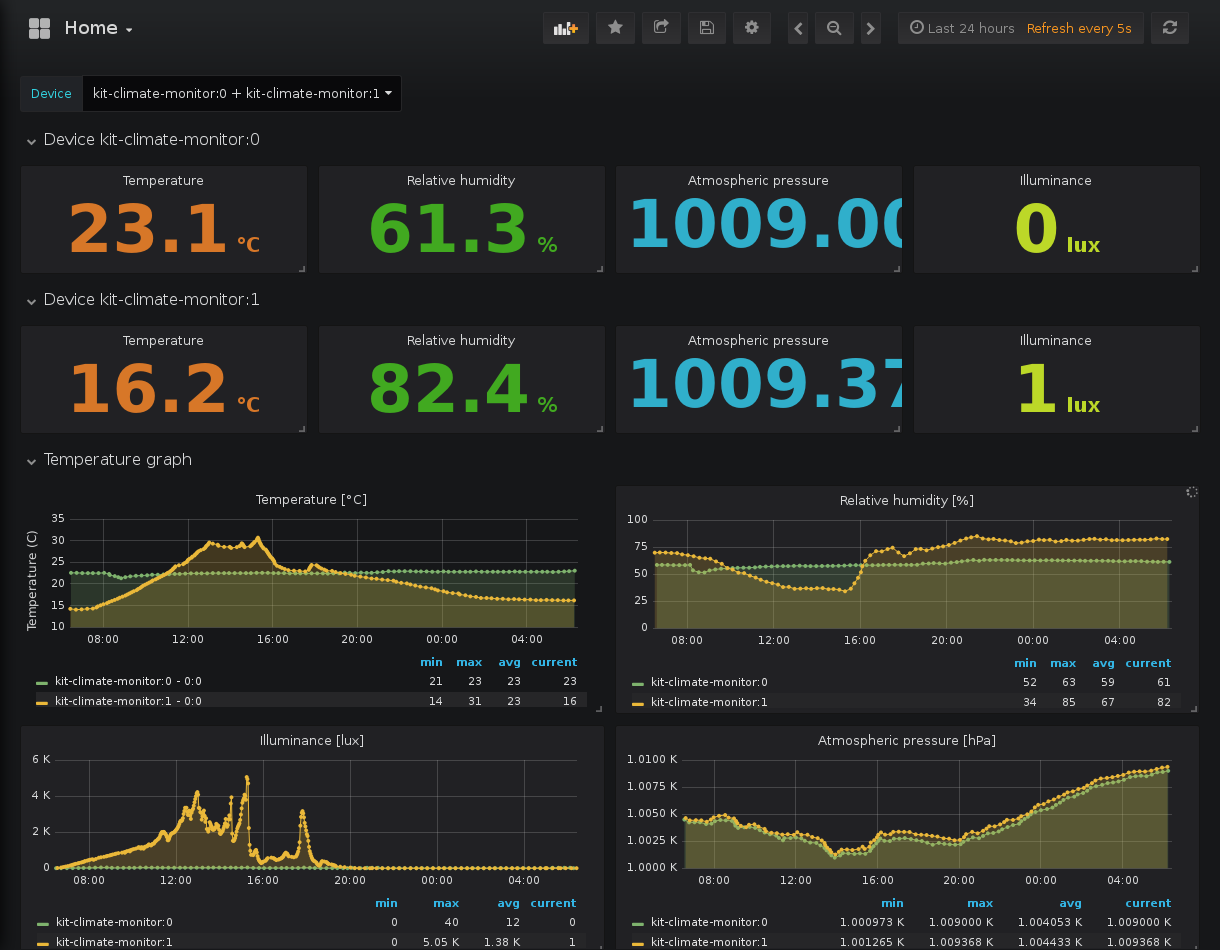 Home
Last 24 hours Refresh every 5s
Device kit-climate-monitor:0 + kit-climate-monitor:1
Device kit-climate-monitor:0
Temperature Relative humidity Atmospheric pressure Illuminance
23.1 °C 61.3 % 1009.00 0 lux
Device kit-climate-monitor:1
Temperature Relative humidity Atmospheric pressure Illuminance
16.2 °C 82.4 % 1009.37 1 lux
Temperature graph
Temperature [°C]
Temperature (C)
35
30
25
20
15
10
08:00 12:00 16:00 20:00 00:00 04:00
min max avg current
kit-climate-monitor:0 - 0:0 21 23 23 23
kit-climate-monitor:1 - 0:0 14 31 23 16
Relative humidity [%]
100
75
50
25
0
08:00 12:00 16:00 20:00 00:00 04:00
min max avg current
kit-climate-monitor:0 52 63 59 61
kit-climate-monitor:1 34 85 67 82
Illuminance [lux]
6 K
4 K
2 K
0
08:00 12:00 16:00 20:00 00:00 04:00
min max avg current
kit-climate-monitor:0 0 40 12 0
kit-climate-monitor:1 0 5.05 K 1.38 K 1
Atmospheric pressure [hPa]
1.0100 K
1.0075 K
1.0050 K
1.0025 K
1.0000 K
08:00 12:00 16:00 20:00 00:00 04:00
min max avg current
kit-climate-monitor:0 1.000973 K 1.009000 K 1.004053 K 1.009000 K
kit-climate-monitor:1 1.001265 K 1.009368 K 1.004433 K 1.009368 K